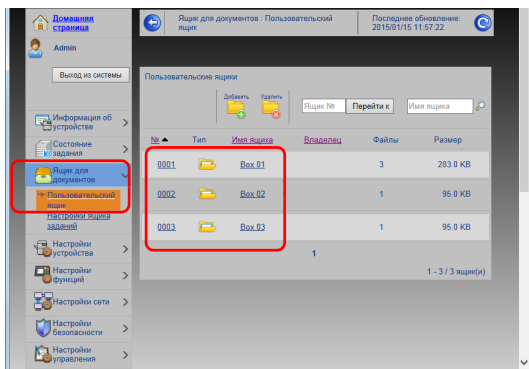 Домашняя
страница
Admin
Выход из системы
Информация об
устройстве
Состояние
задания
Ящик для
документов
Пользовательский
ящик
Настройки ящика
заданий
Настройки
устройства
Настройки
функций
Настройки сети
Настройки
безопасности
Настройки
управления
Ящик для документов : Пользовательский
ящик
Последнее обновление:
2015/01/15 11:57:22
Пользовательские ящики
Добавить Удалить
Ящик № Перейти к Имя ящика
№ Тип Имя ящика Владелец Файлы Размер
0001 Box 01 3 283.0 KB
0002 Box 02 1 95.0 KB
0003 Box 03 1 95.0 KB
1
1 - 3 / 3 ящик(и)